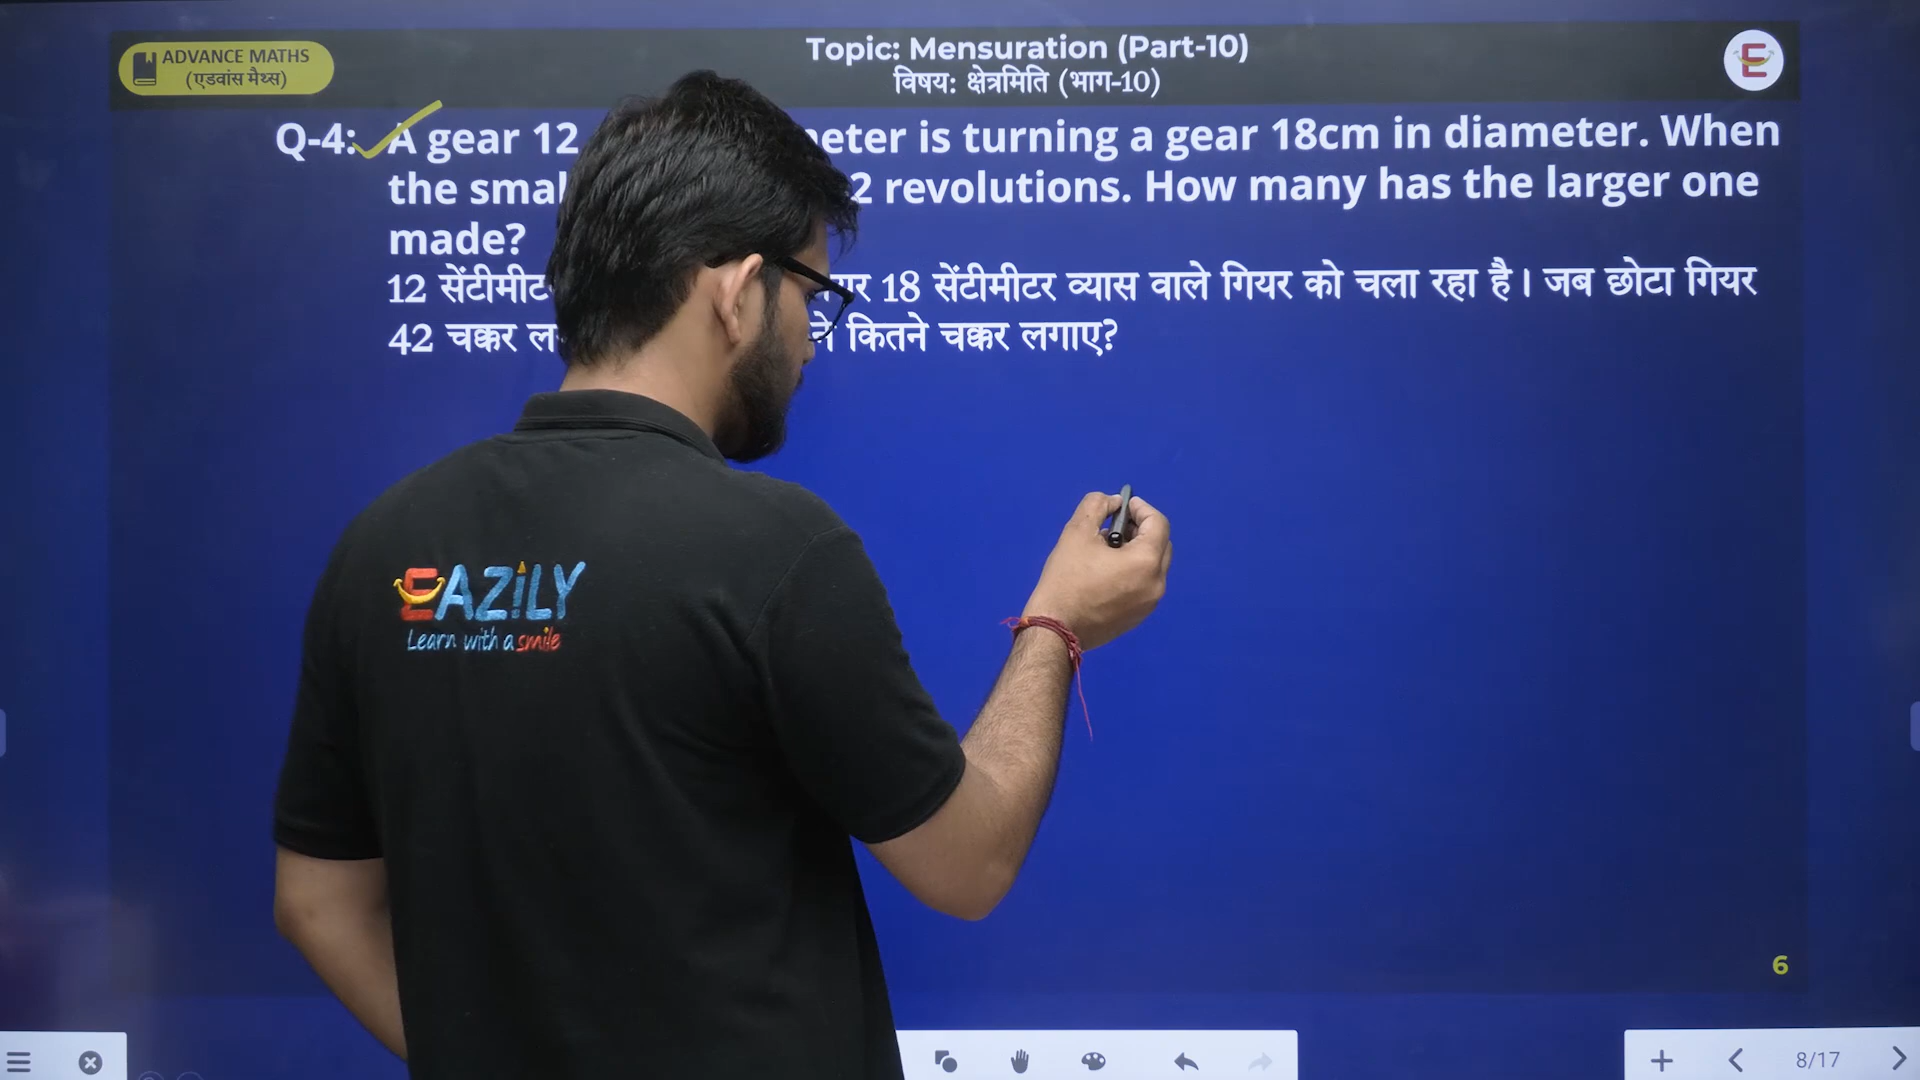 ADVANCE MATHS
(एडवांस मैथ्स)
Topic: Mensuration (Part-10)
विषय: क्षेत्रमिति (भाग-10)
E
Q-4: A gear 12 is turning a gear 18cm in diameter. When
the 2 revolutions. How many has the larger one
made?
12 18 सेंटीमीटर व्यास वाले गियर को चला रहा है। जब छोटा गियर
42 चक्कर कितने चक्कर लगाए?
EAZiLY
Learn with a smile
6
8/17